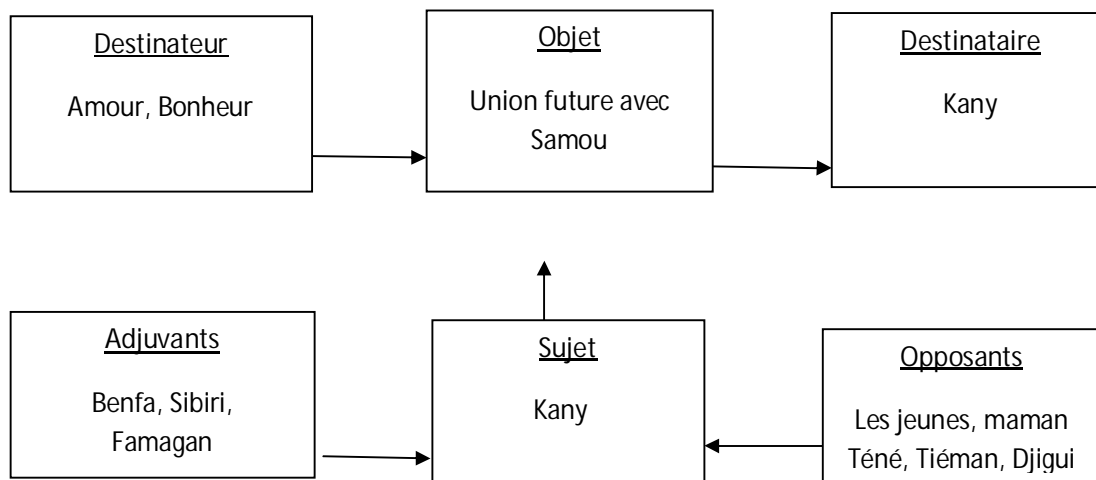 Destinateur
Amour, Bonheur
Objet
Union future avec
Samou
Destinataire
Kany
Adjuvants
Benfa, Sibiri,
Famagan
Sujet
Kany
Opposants
Les jeunes, maman
Téné, Tiéman, Djigui